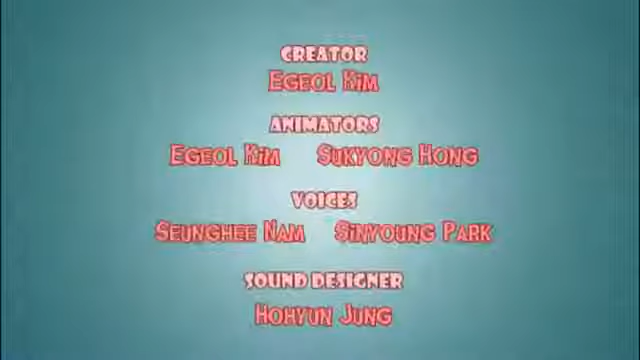 CREATOR
EGEOL KIM
ANIMATORS
EGEOL KIM SUKYONG HONG
VOICES
SEUNGHEE NAM SINYOUNG PARK
SOUND DESIGNER
HOHYUN JUNG